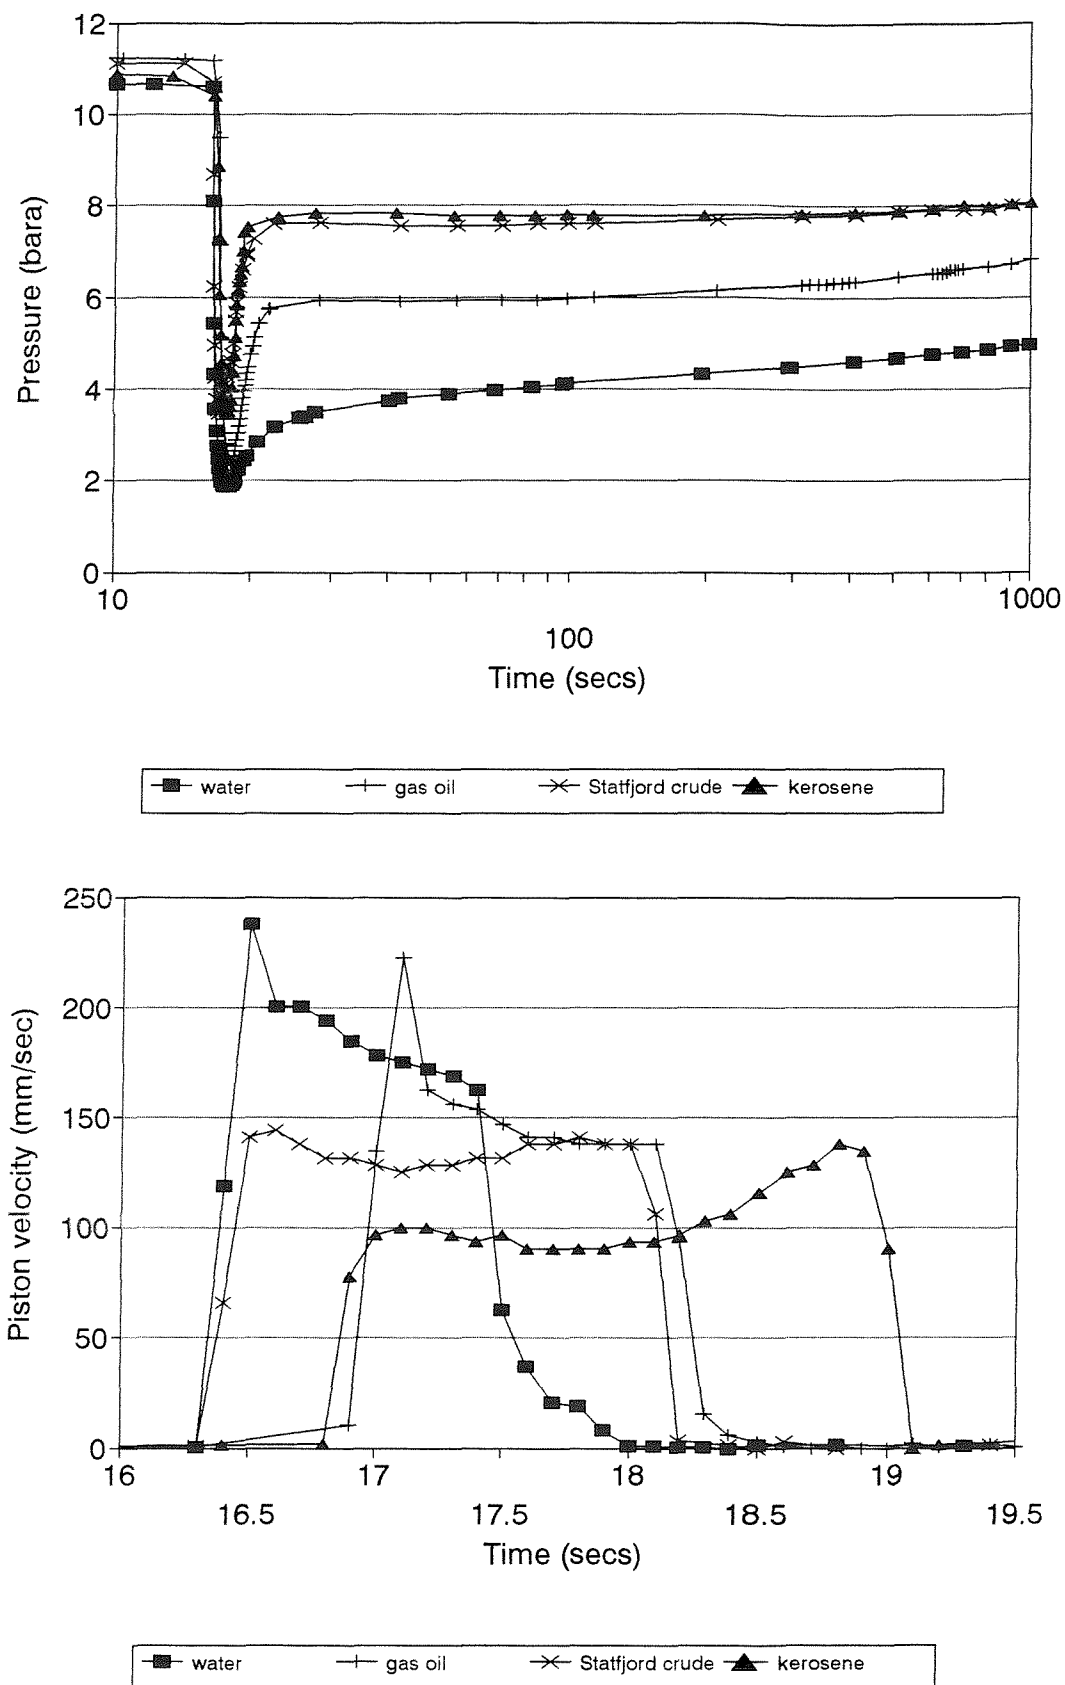 12
10
8
6
4
2
0
Pressure (bara)
10
1000
100
Time (secs)
water gas oil Statfjord crude kerosene
250
200
150
100
50
0
Piston velocity (mm/sec)
16 17 18 19
16.5 17.5 18.5 19.5
Time (secs)
water gas oil Statfjord crude kerosene